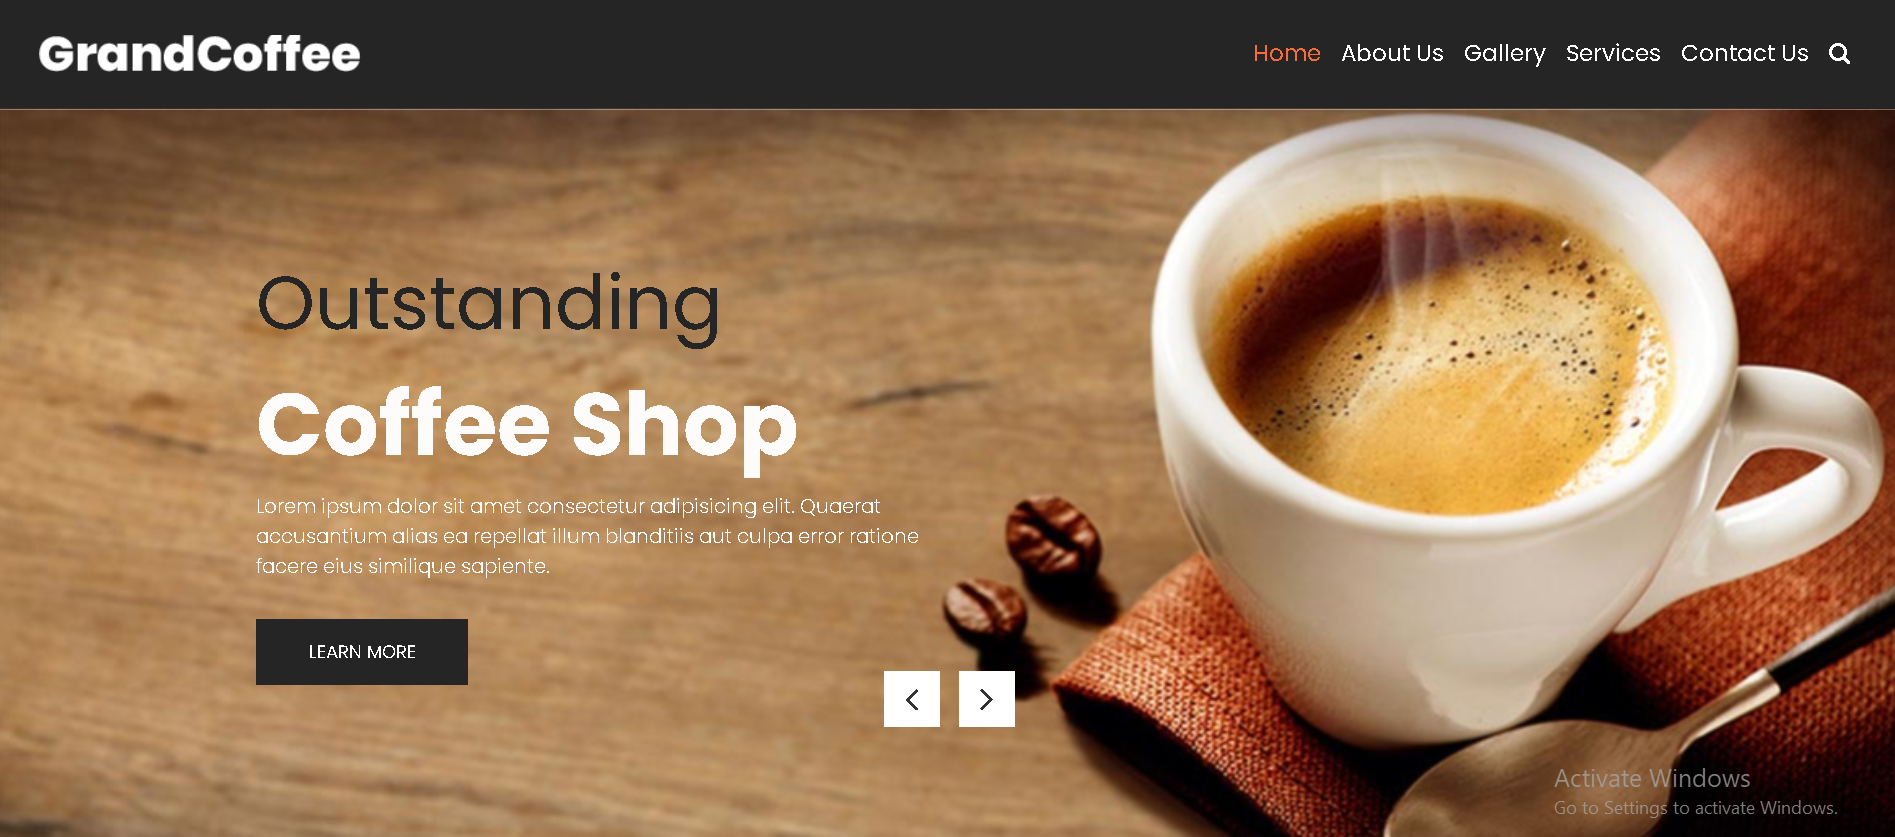 GrandCoffee
Home About Us Gallery Services Contact Us
Outstanding
Coffee Shop
Lorem ipsum dolor sit amet consectetur adipisicing elit. Quaerat
accusantium alias ea repellat illum blanditiis aut culpa error ratione
facere eius similique sapiente.
LEARN MORE
Activate Windows
Go to Settings to activate Windows.